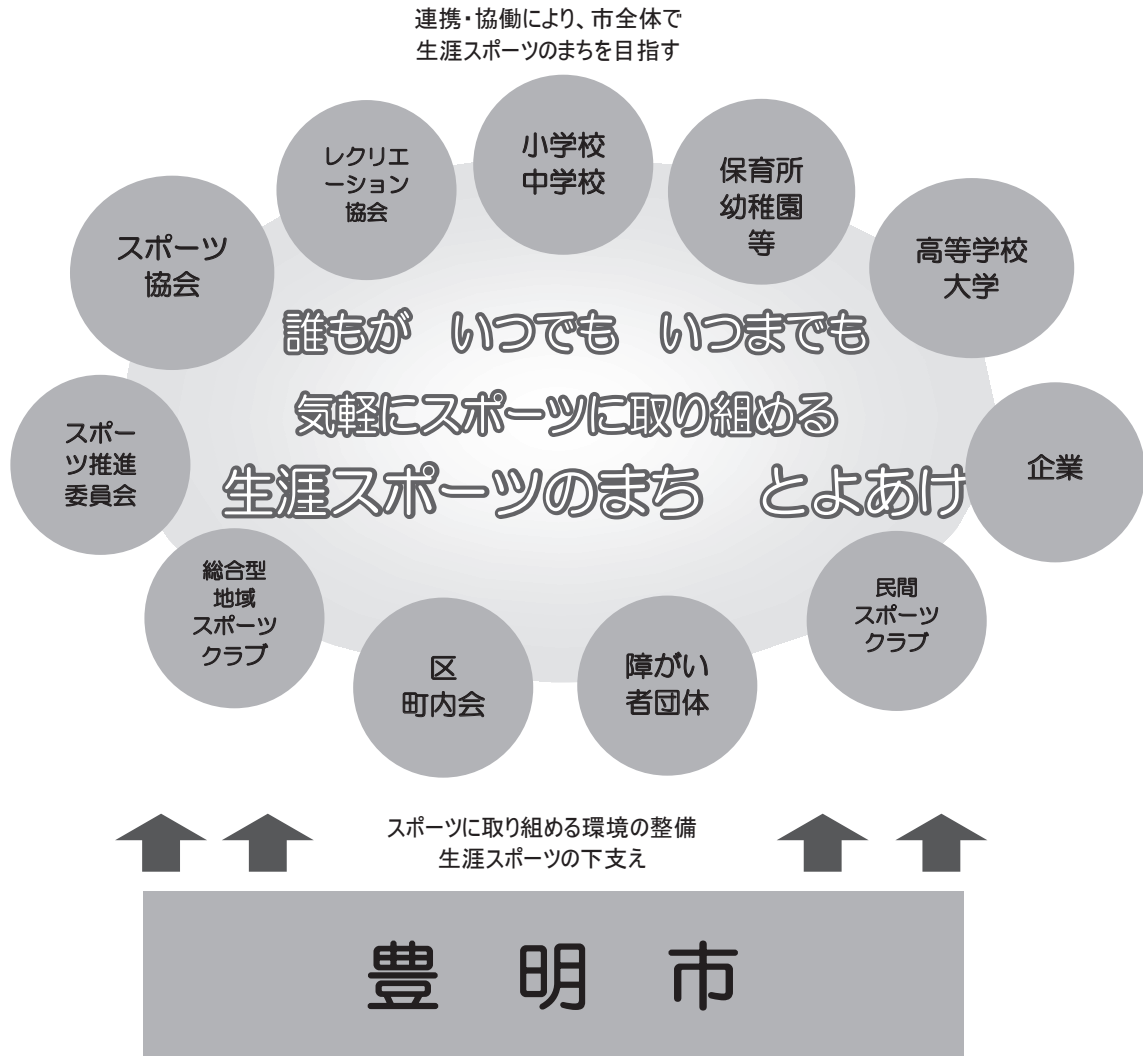 連携・協働により、市全体で
生涯スポーツのまちを目指す
小学校
中学校
レクリエ
ーション
協会
保育所
幼稚園
等
スポーツ
協会
高等学校
大学
誰もが　いつでも　いつまでも
気軽にスポーツに取り組める
生涯スポーツのまち　とよあけ
スポー
ツ推進
委員会
企業
総合型
地域
スポーツ
クラブ
民間
スポーツ
クラブ
区
町内会
障がい
者団体
スポーツに取り組める環境の整備
生涯スポーツの下支え
豊　明　市